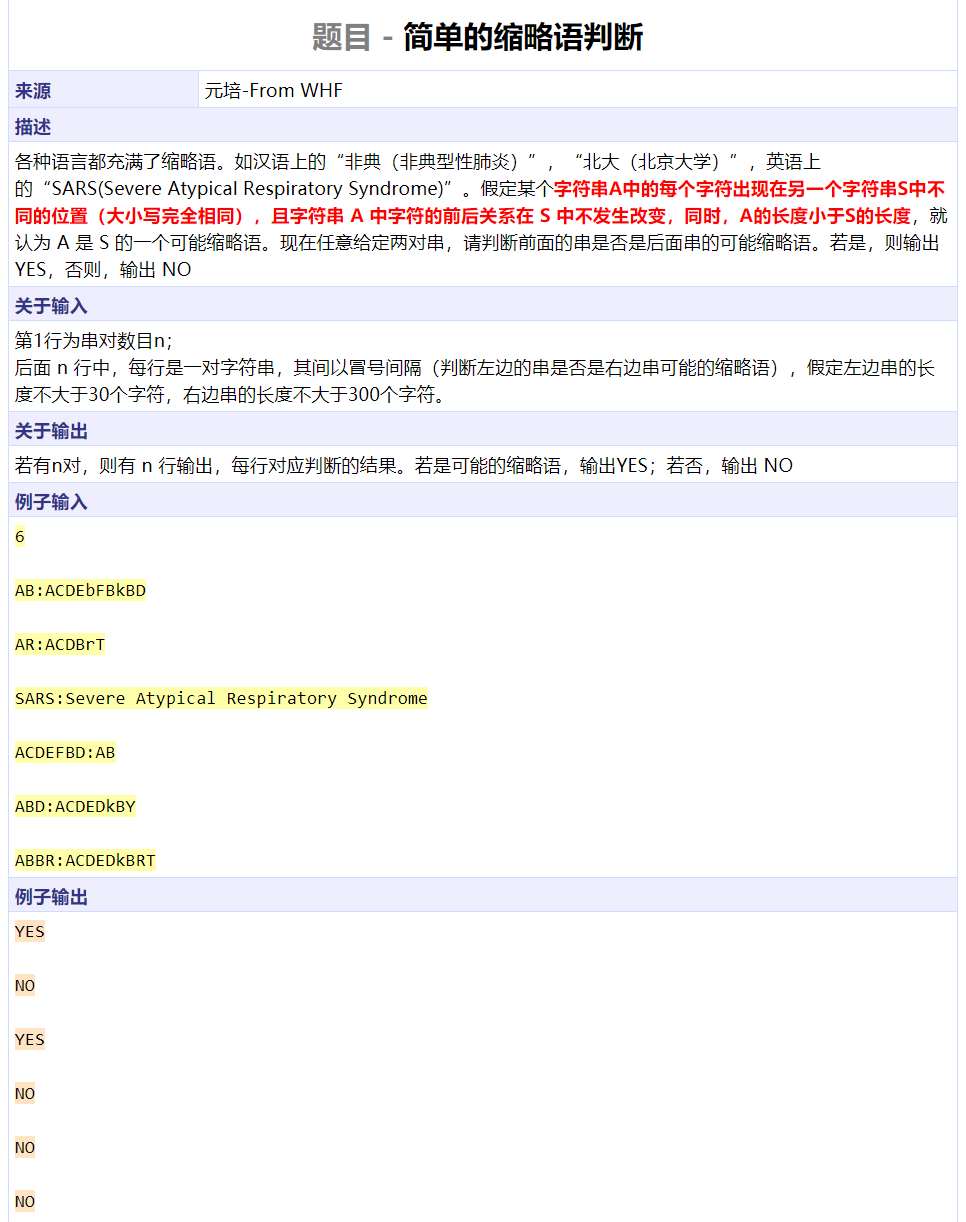 题目 - 简单的缩略语判断
来源 元培-From WHF
描述
各种语言都充满了缩略语。如汉语上的“非典（非典型性肺炎）”，“北大（北京大学）”，英语上
的“SARS(Severe Atypical Respiratory Syndrome)”。假定某个字符串A中的每个字符出现在另一个字符串S中不
同的位置（大小写完全相同），且字符串 A 中字符的前后关系在 S 中不发生改变，同时，A的长度小于S的长度，就
认为 A 是 S 的一个可能缩略语。现在任意给定两对串，请判断前面的串是否是后面串的可能缩略语。若是，则输出
YES，否则，输出 NO
关于输入
第1行为串对数目n；
后面 n 行中，每行是一对字符串，其间以冒号间隔（判断左边的串是否是右边串可能的缩略语），假定左边串的长
度不大于30个字符，右边串的长度不大于300个字符。
关于输出
若有n对，则有 n 行输出，每行对应判断的结果。若是可能的缩略语，输出YES；若否，输出 NO
例子输入
6
AB:ACDEbFBkBD
AR:ACDBrT
SARS:Severe Atypical Respiratory Syndrome
ACDEFBD:AB
ABD:ACDEDkBY
ABBR:ACDEDkBRT
例子输出
YES
NO
YES
NO
NO
NO